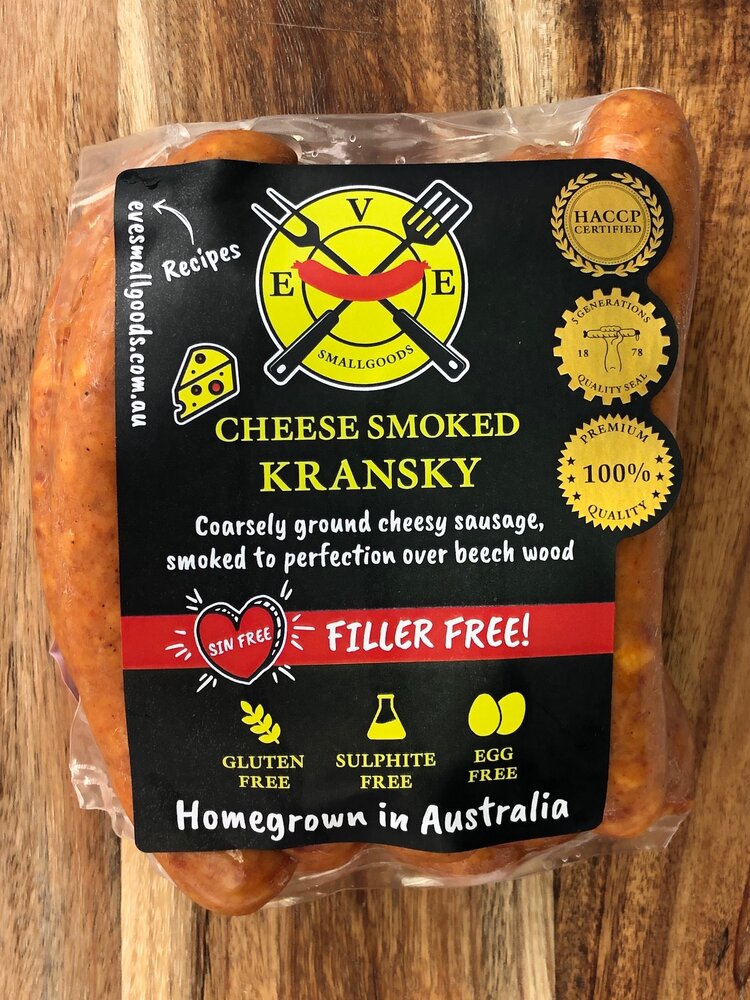 evesmallgoods.com.au
Recipes
V
E E
SMALLGOODS
HACCP
CERTIFIED
5 GENERATIONS
18 78
QUALITY SEAL
PREMIUM
100%
QUALITY
CHEESE SMOKED
KRANSKY
Coarsely ground cheesy sausage,
smoked to perfection over beech wood
SIN FREE
FILLER FREE!
GLUTEN
FREE
SULPHITE
FREE
EGG
FREE
Homegrown in Australia